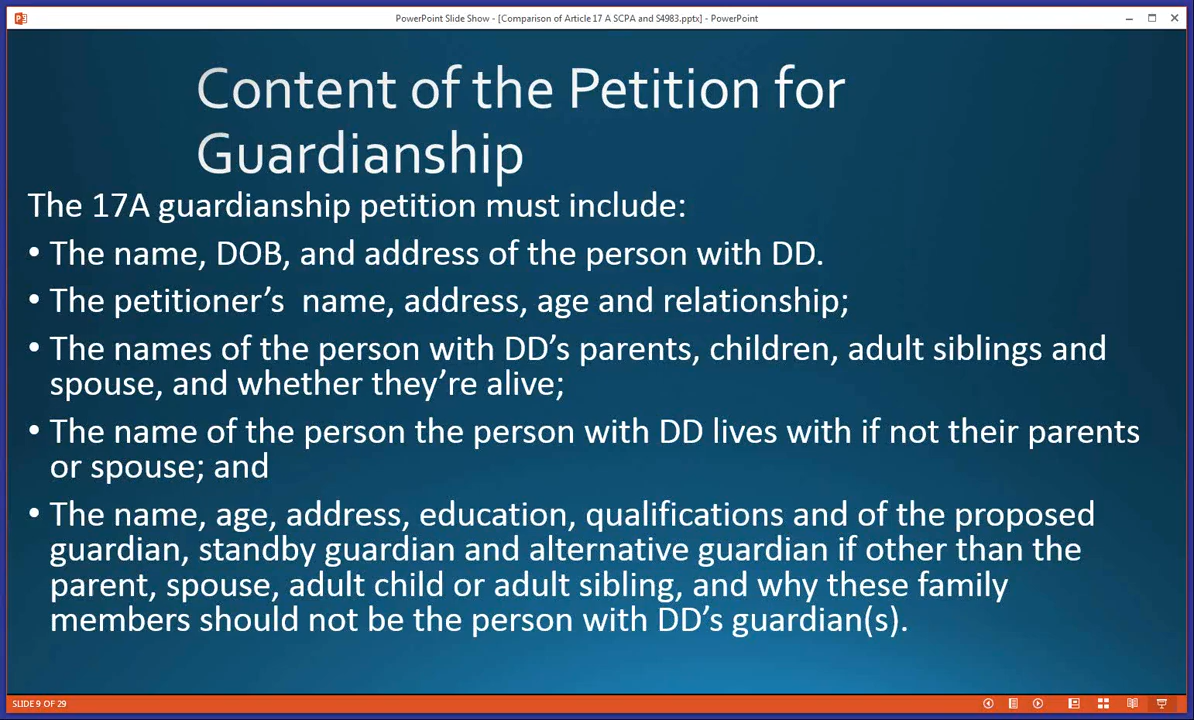 PowerPoint Slide Show - [Comparison of Article 17 A SCPA and S4983.pptx] - PowerPoint
Content of the Petition for
Guardianship
The 17A guardianship petition must include:
• The name, DOB, and address of the person with DD.
• The petitioner's  name, address, age and relationship;
• The names of the person with DD's parents, children, adult siblings and
spouse, and whether they're alive;
• The name of the person the person with DD lives with if not their parents
or spouse; and
• The name, age, address, education, qualifications and of the proposed
guardian, standby guardian and alternative guardian if other than the
parent, spouse, adult child or adult sibling, and why these family
members should not be the person with DD's guardian(s).
SLIDE 9 OF 29